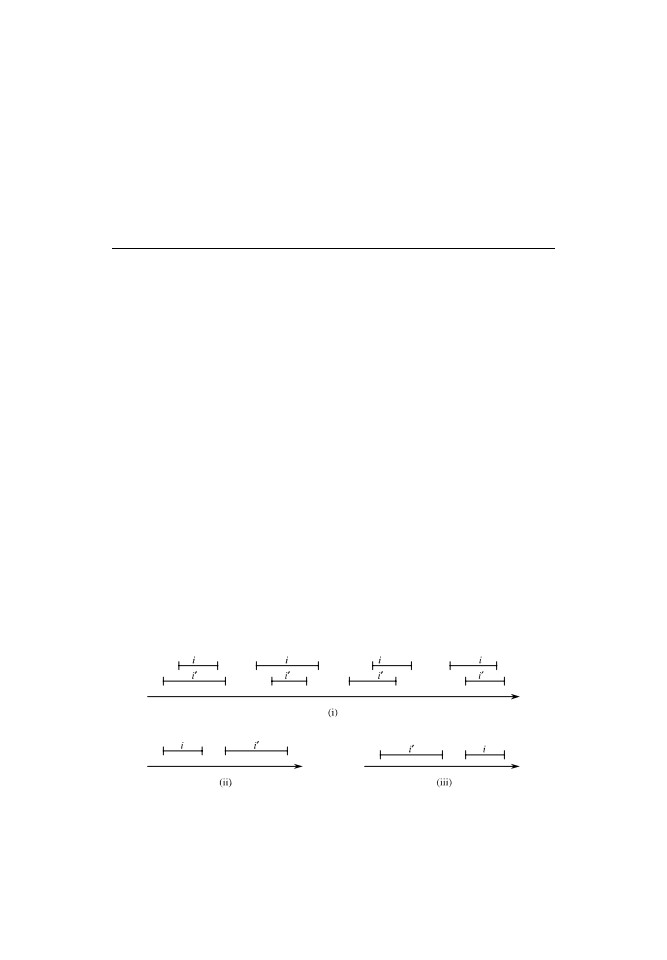 i i i i
i′ i′ i′ i′
(i)
i i′ i′ i
(ii) (iii)